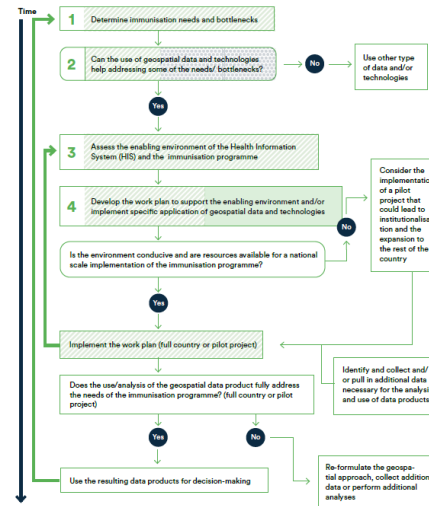 Time
1 Determine immunisation needs and bottlenecks
2 Can the use of geospatial data and technologies
help addressing some of the needs/ bottlenecks?
No
Use other type
of data and/or
technologies
Yes
3 Assess the enabling environment of the Health Information
System (HIS) and the immunisation programme
4 Develop the work plan to support the enabling environment and/or
implement specific application of geospatial data and technologies
Consider the
implementatio
of a pilot
project that
could lead to
institutionalisa
tion and the
expansion to
the rest of the
country
No
Is the environment conducive and are resources available for a national
scale implementation of the immunisation programme?
Yes
Implement the work plan (full country or pilot project)
Identify and collect and/
or pull in additional data
necessary for the analysi
and use of data products
Does the use/analysis of the geospatial data product fully address
the needs of the immunisation programme? (full country or pilot
project)
Yes
No
Use the resulting data products for decision-making
Re-formulate the geospa-
tial approach, collect addition
data or perform additional
analyses